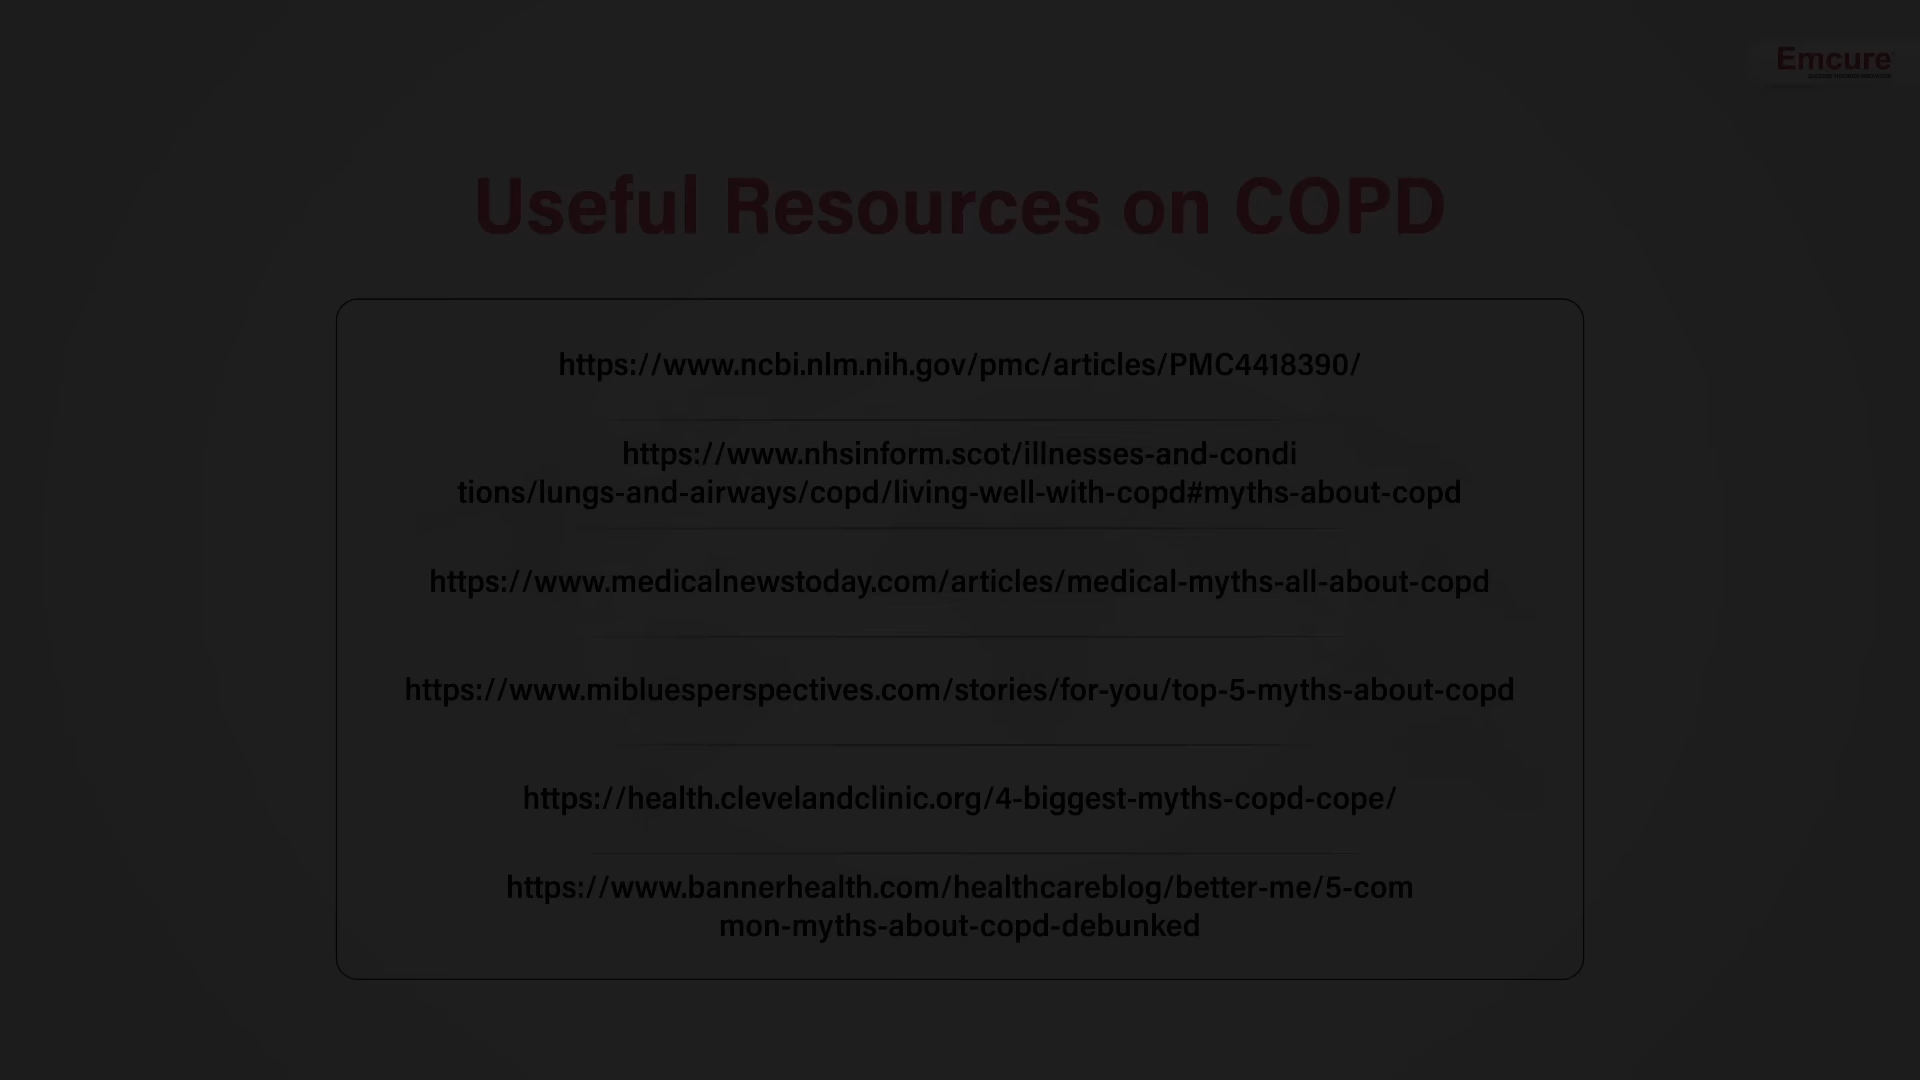 Emcure
Useful Resources on COPD
https://www.ncbi.nlm.nih.gov/pmc/articles/PMC4418390/
https://www.nhsinform.scot/illnesses-and-condi
tions/lungs-and-airways/copd/living-well-with-copd#myths-about-copd
https://www.medicalnewstoday.com/articles/medical-myths-all-about-copd
https://www.mibluesperspectives.com/stories/for-you/top-5-myths-about-copd
https://health.clevelandclinic.org/4-biggest-myths-copd-cope/
https://www.bannerhealth.com/healthcareblog/better-me/5-com
mon-myths-about-copd-debunked